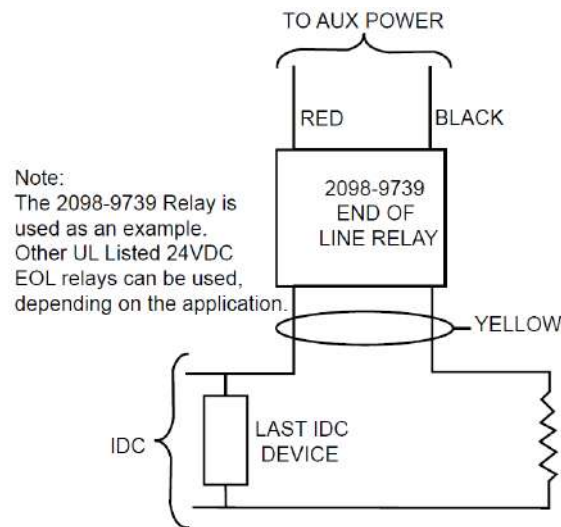 TO AUX POWER
RED
BLACK
2098-9739
END OF
LINE RELAY
Note:
The 2098-9739 Relay is
used as an example.
Other UL Listed 24VDC
EOL relays can be used,
depending on the application.
YELLOW
IDC
LAST IDC
DEVICE